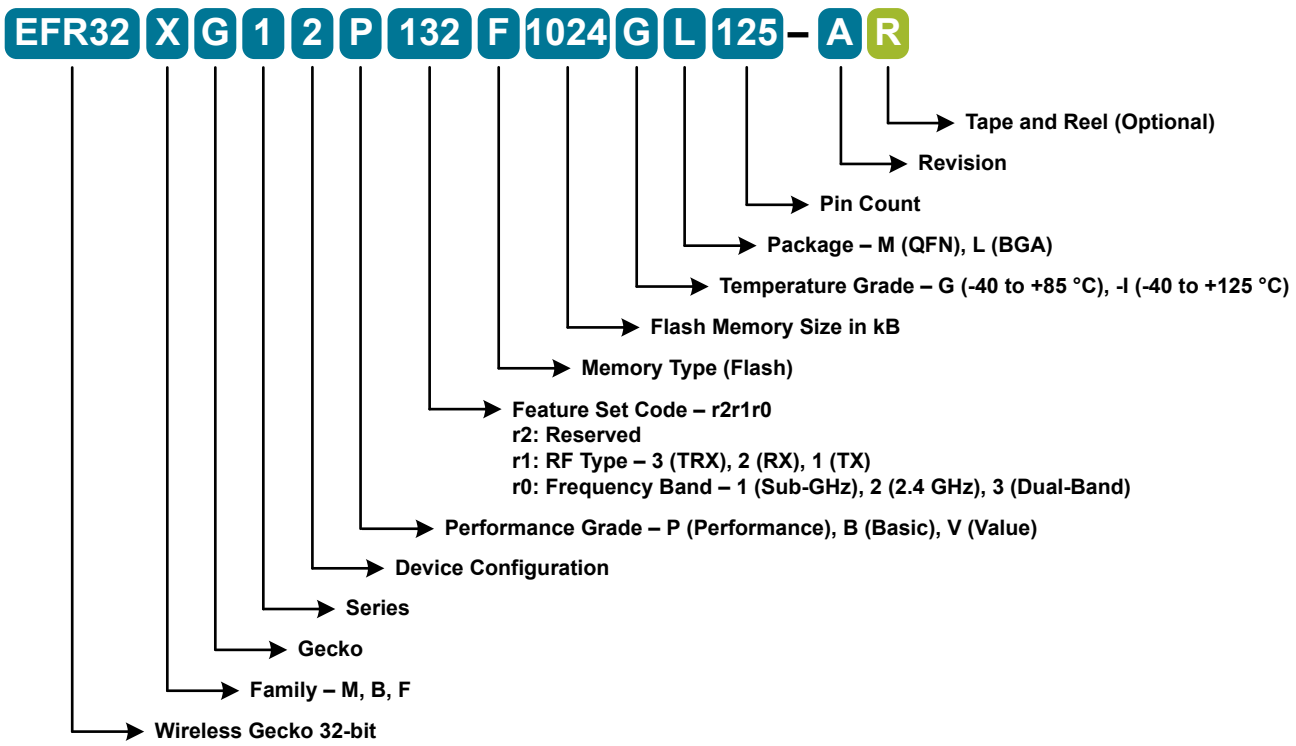 EFR32 X G 1 2 P 132 F 1024 G L 125 – A R
Tape and Reel (Optional)
Revision
Pin Count
Package – M (QFN), L (BGA)
Temperature Grade – G (-40 to +85 °C), -I (-40 to +125 °C)
Flash Memory Size in kB
Memory Type (Flash)
Feature Set Code – r2r1r0
r2: Reserved
r1: RF Type – 3 (TRX), 2 (RX), 1 (TX)
r0: Frequency Band – 1 (Sub-GHz), 2 (2.4 GHz), 3 (Dual-Band)
Performance Grade – P (Performance), B (Basic), V (Value)
Device Configuration
Series
Gecko
Family – M, B, F
Wireless Gecko 32-bit